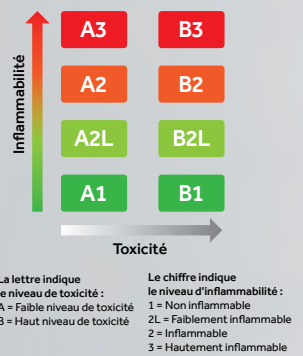 Inflammabilité
A3 B3
A2 B2
A2L B2L
A1 B1
Toxicité
La lettre indique
le niveau de toxicité :
A = Faible niveau de toxicité
B = Haut niveau de toxicité
Le chiffre indique
le niveau d'inflammabilité :
1 = Non inflammable
2L = Faiblement inflammable
2 = Inflammable
3 = Hautement inflammable